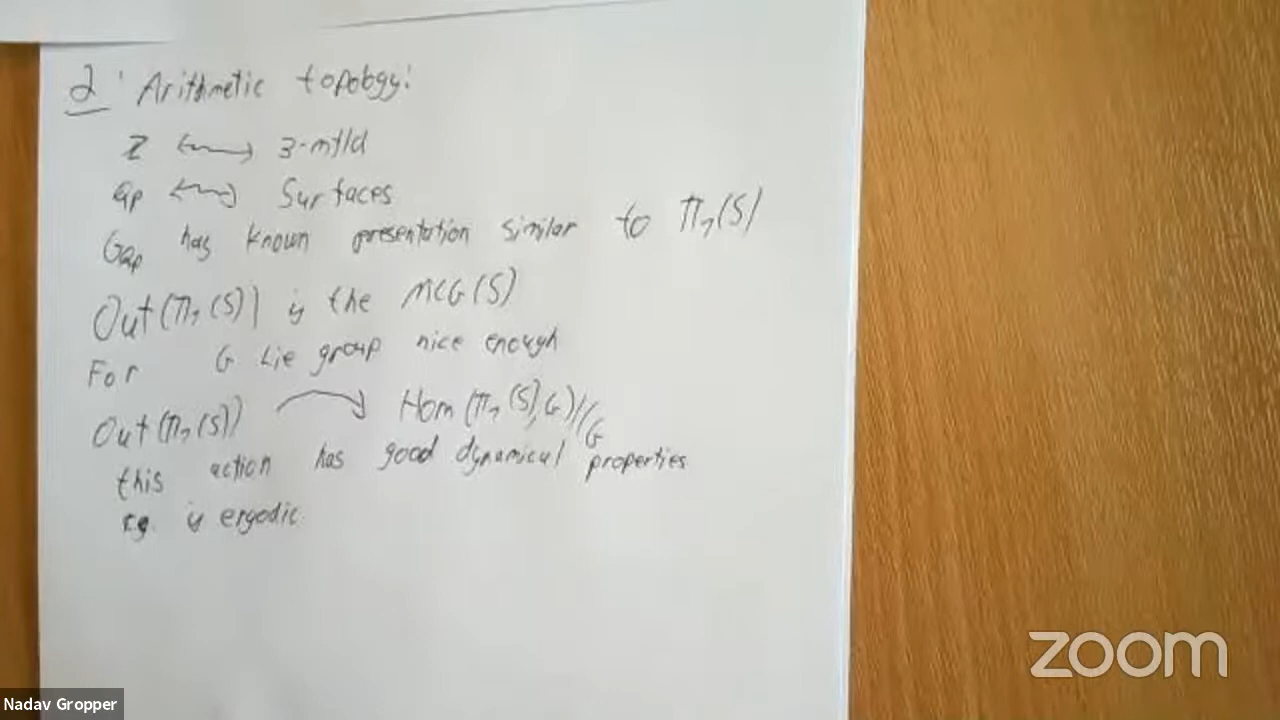 2 Arithmetic topology:
Z ⟷ 3-mfld
Qp ⟷ Surfaces
G_Qp has known presentation similar to π₁(S)
Out(π₁(S)) is the MCG(S)
For G Lie group nice enough
Out(π₁(S)) ↷ Hom(π₁(S),G)//G
this action has good dynamical properties
e.g. is ergodic
zoom
Nadav Gropper